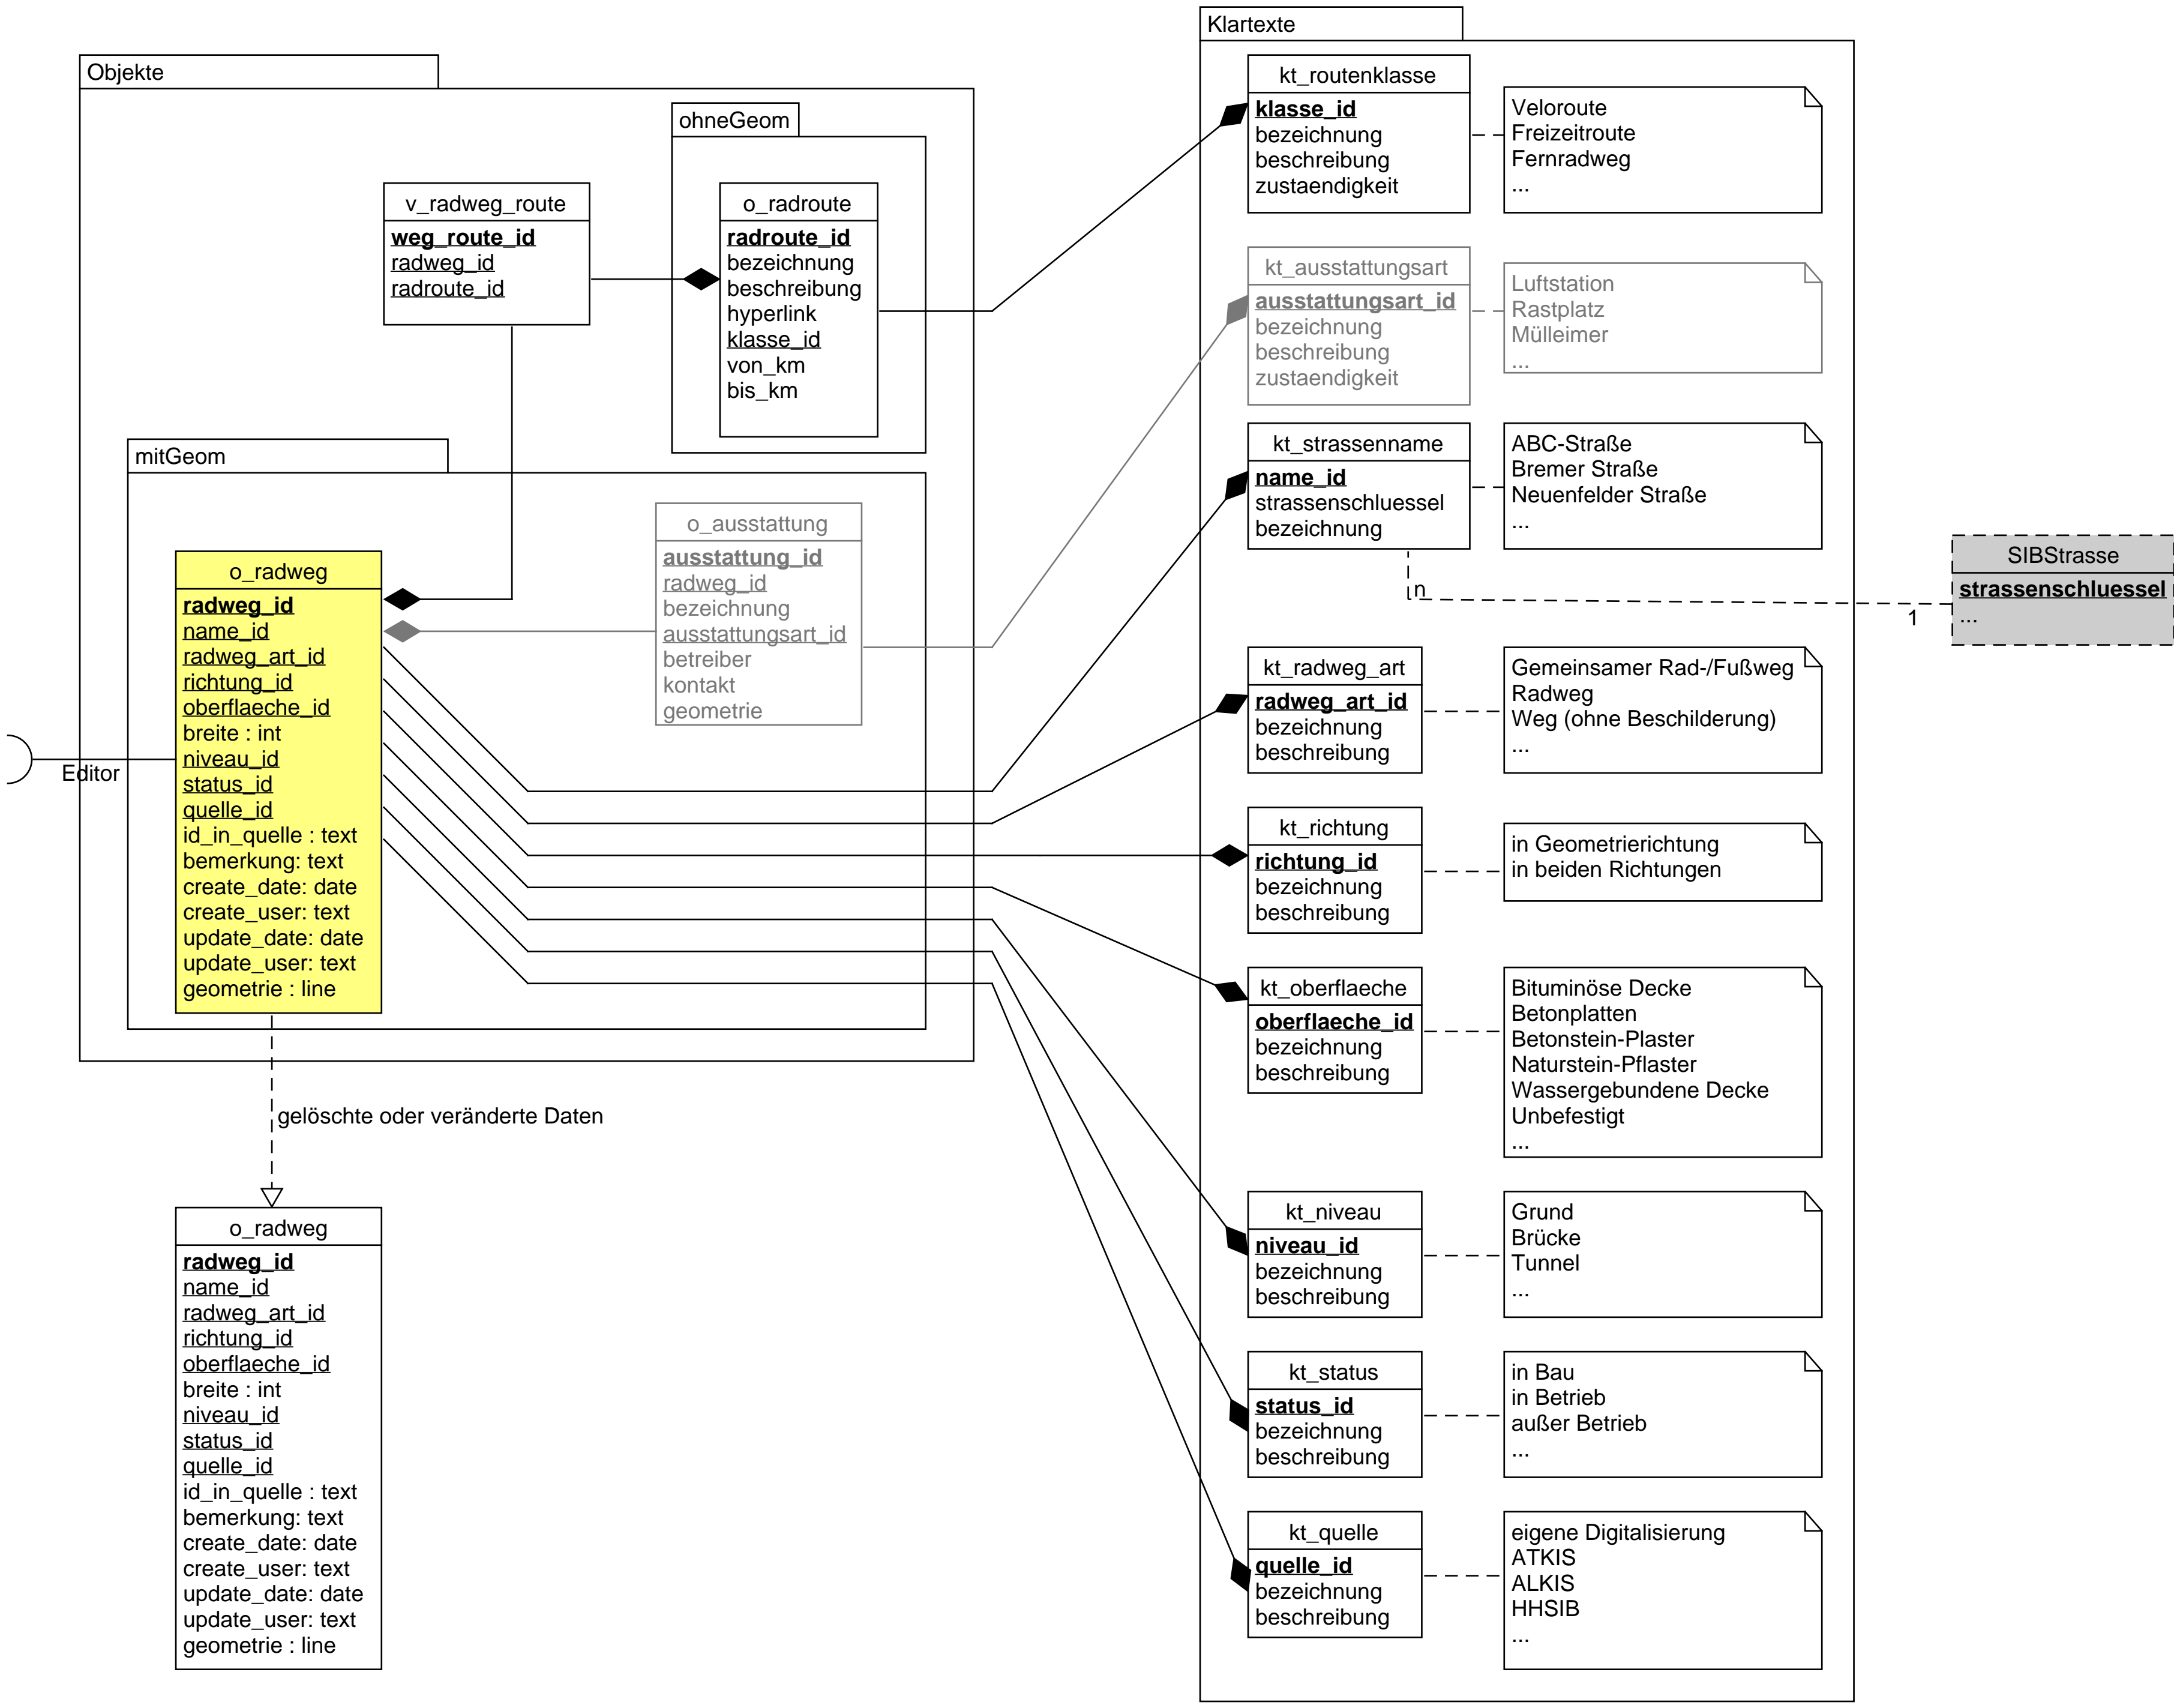 Objekte
ohneGeom
v_radweg_route
weg_route_id
radweg_id
radroute_id
o_radroute
radroute_id
bezeichnung
beschreibung
hyperlink
klasse_id
von_km
bis_km
mitGeom
o_ausstattung
ausstattung_id
radweg_id
bezeichnung
ausstattungsart_id
betreiber
kontakt
geometrie
o_radweg
radweg_id
name_id
radweg_art_id
richtung_id
oberflaeche_id
breite : int
niveau_id
status_id
quelle_id
id_in_quelle : text
bemerkung: text
create_date: date
create_user: text
update_date: date
update_user: text
geometrie : line
Editor
gelöschte oder veränderte Daten
o_radweg
radweg_id
name_id
radweg_art_id
richtung_id
oberflaeche_id
breite : int
niveau_id
status_id
quelle_id
id_in_quelle : text
bemerkung: text
create_date: date
create_user: text
update_date: date
update_user: text
geometrie : line
Klartexte
kt_routenklasse
klasse_id
bezeichnung
beschreibung
zustaendigkeit
Veloroute
Freizeitroute
Fernradweg
...
kt_ausstattungsart
ausstattungsart_id
bezeichnung
beschreibung
zustaendigkeit
Luftstation
Rastplatz
Mülleimer
...
kt_strassenname
name_id
strassenschluessel
bezeichnung
ABC-Straße
Bremer Straße
Neuenfelder Straße
...
n
1
SIBStrasse
strassenschluessel
...
kt_radweg_art
radweg_art_id
bezeichnung
beschreibung
Gemeinsamer Rad-/Fußweg
Radweg
Weg (ohne Beschilderung)
...
kt_richtung
richtung_id
bezeichnung
beschreibung
in Geometrierichtung
in beiden Richtungen
kt_oberflaeche
oberflaeche_id
bezeichnung
beschreibung
Bituminöse Decke
Betonplatten
Betonstein-Plaster
Naturstein-Pflaster
Wassergebundene Decke
Unbefestigt
...
kt_niveau
niveau_id
bezeichnung
beschreibung
Grund
Brücke
Tunnel
...
kt_status
status_id
bezeichnung
beschreibung
in Bau
in Betrieb
außer Betrieb
...
kt_quelle
quelle_id
bezeichnung
beschreibung
eigene Digitalisierung
ATKIS
ALKIS
HHSIB
...